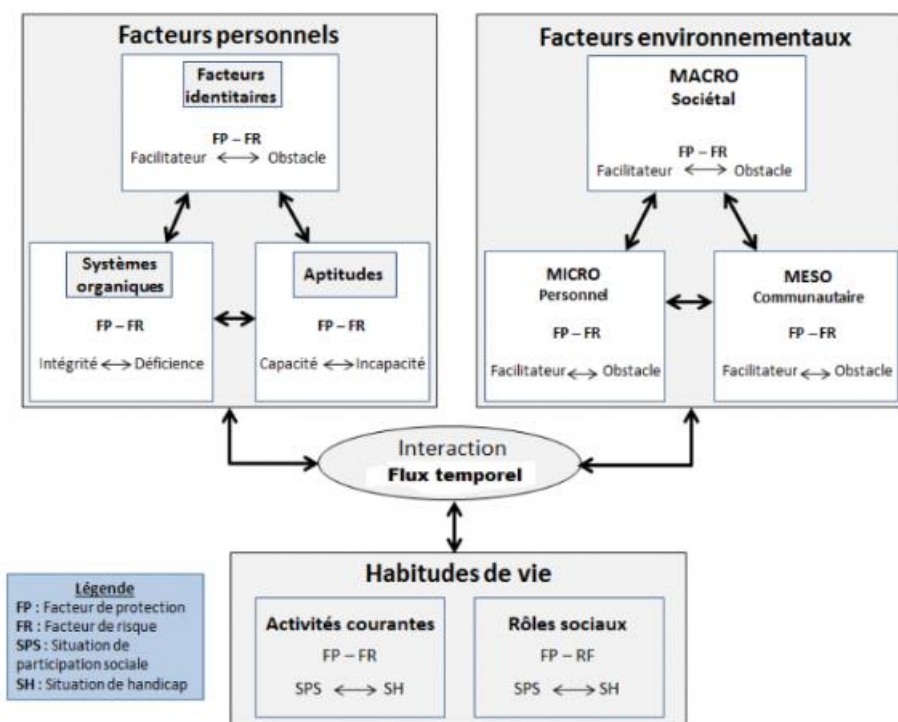 Facteurs personnels
Facteurs
identitaires
FP – FR
Facilitateur ⟷ Obstacle
Systèmes
organiques
FP – FR
Intégrité ⟷ Déficience
Aptitudes
FP – FR
Capacité ⟷ Incapacité
Facteurs environnementaux
MACRO
Sociétal
FP – FR
Facilitateur ⟷ Obstacle
MICRO
Personnel
FP – FR
Facilitateur ⟷ Obstacle
MESO
Communautaire
FP – FR
Facilitateur ⟷ Obstacle
Interaction
Flux temporel
Habitudes de vie
Activités courantes
FP – FR
SPS ⟷ SH
Rôles sociaux
FP – RF
SPS ⟷ SH
Légende
FP : Facteur de protection
FR : Facteur de risque
SPS : Situation de
participation sociale
SH : Situation de handicap